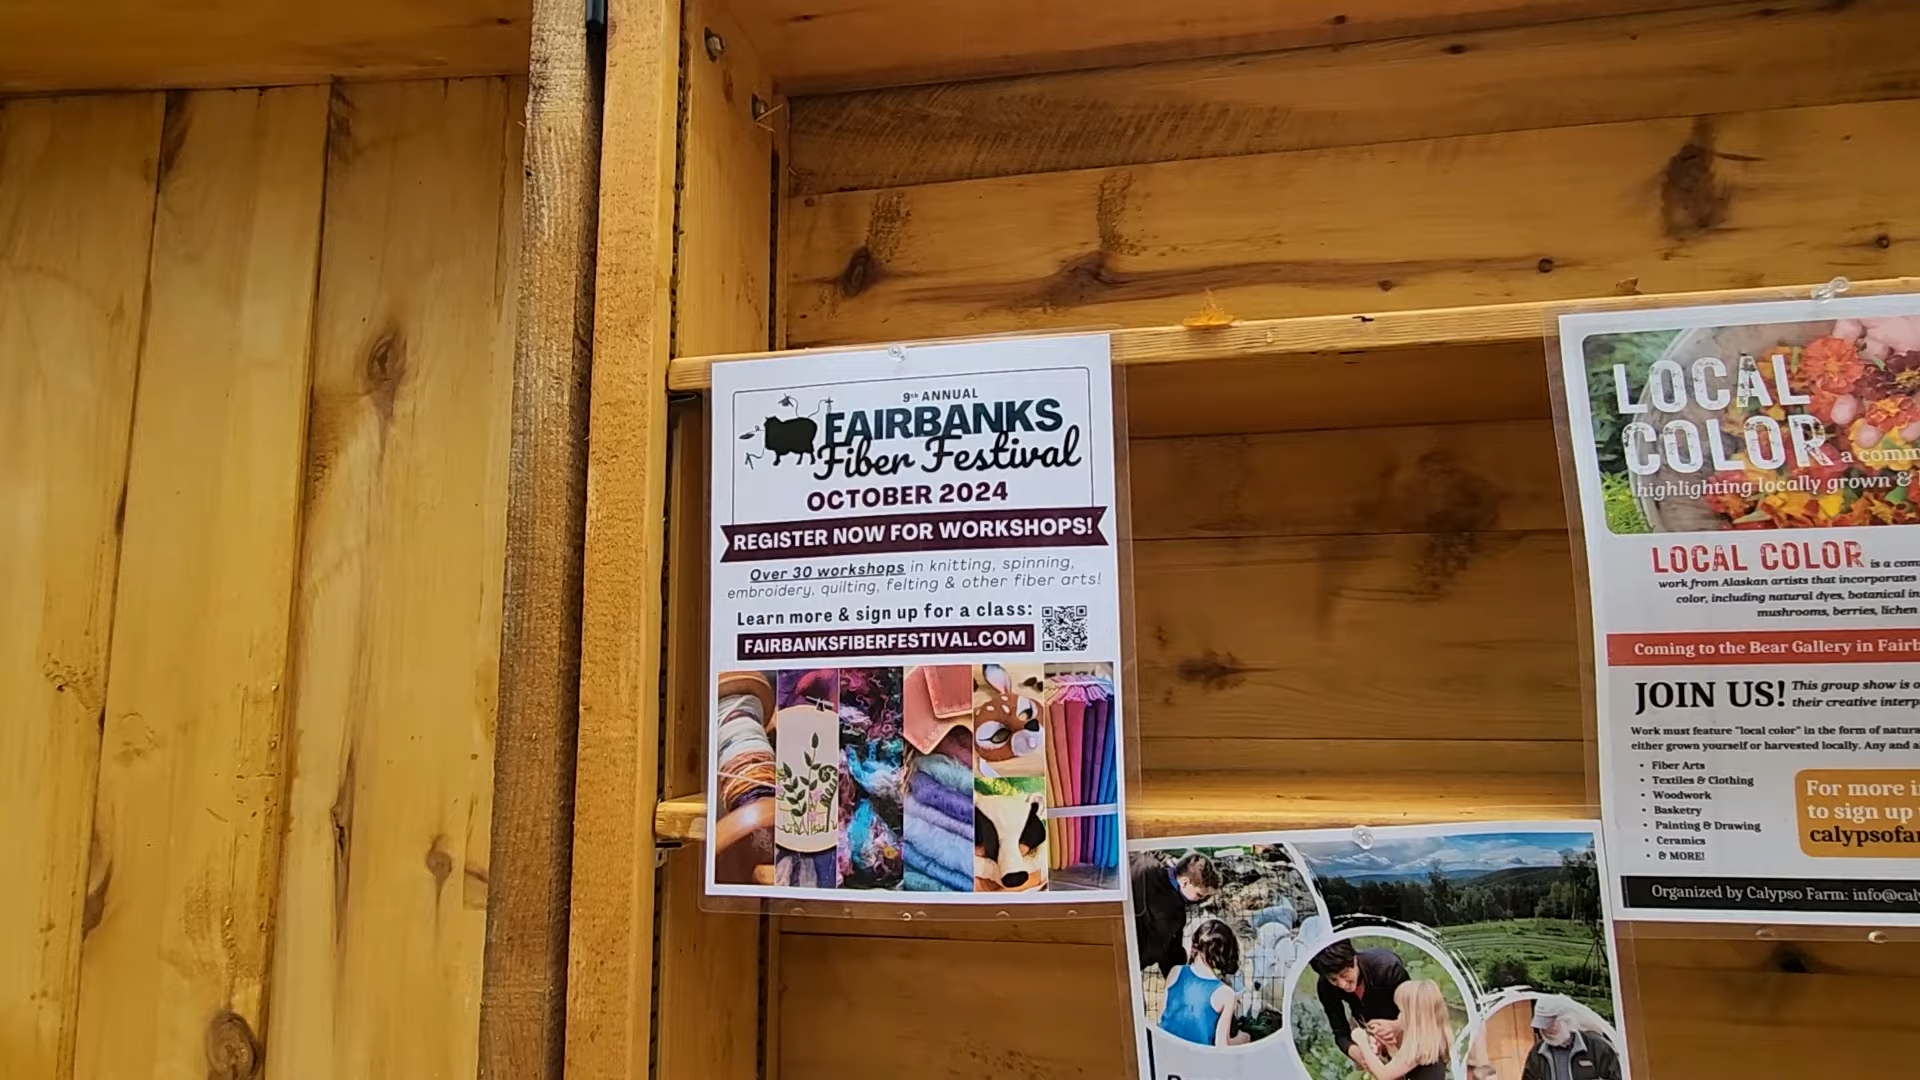 9th ANNUAL
FAIRBANKS
Fiber Festival
OCTOBER 2024
REGISTER NOW FOR WORKSHOPS!
Over 30 workshops in knitting, spinning,
embroidery, quilting, felting & other fiber arts!
Learn more & sign up for a class:
FAIRBANKSFIBERFESTIVAL.COM
LOCAL
COLOR a
highlighting locally grown &
LOCAL COLOR is a
work from Alaskan artists that incorporates
color, including natural dyes, botanical
mushrooms, berries, lichen
Coming to the Bear Gallery in
JOIN US! This group show is
their creative
Work must feature "local color" in the form of
either grown yourself or harvested locally. Any and
• Fiber Arts
• Textiles & Clothing
• Woodwork
• Basketry
• Painting & Drawing
• Ceramics
• & MORE!
For more
to sign up
Organized by Calypso Farm: